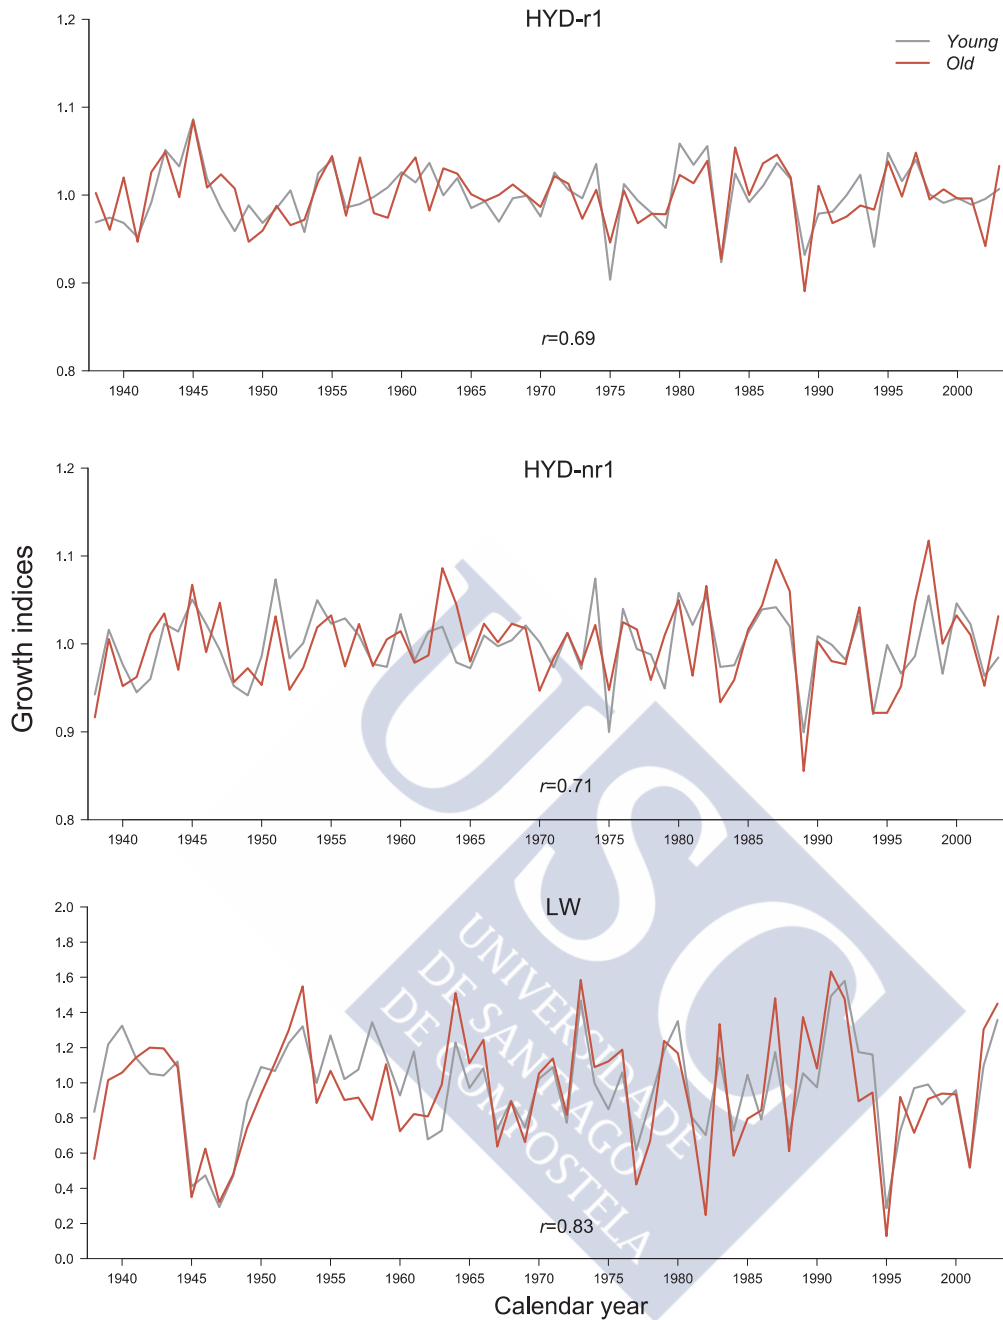 HYD-r1
Young
Old
1.2
1.1
1.0
0.9
0.8
r=0.69
1940 1945 1950 1955 1960 1965 1970 1975 1980 1985 1990 1995 2000
HYD-nr1
1.2
1.1
1.0
0.9
0.8
r=0.71
1940 1945 1950 1955 1960 1965 1970 1975 1980 1985 1990 1995 2000
Growth indices
LW
2.0
1.8
1.6
1.4
1.2
1.0
0.8
0.6
0.4
0.2
0.0
r=0.83
1940 1945 1950 1955 1960 1965 1970 1975 1980 1985 1990 1995 2000
Calendar year
USC
UNIVERSIDADE
DE SANTIAGO
DE COMPOSTELA